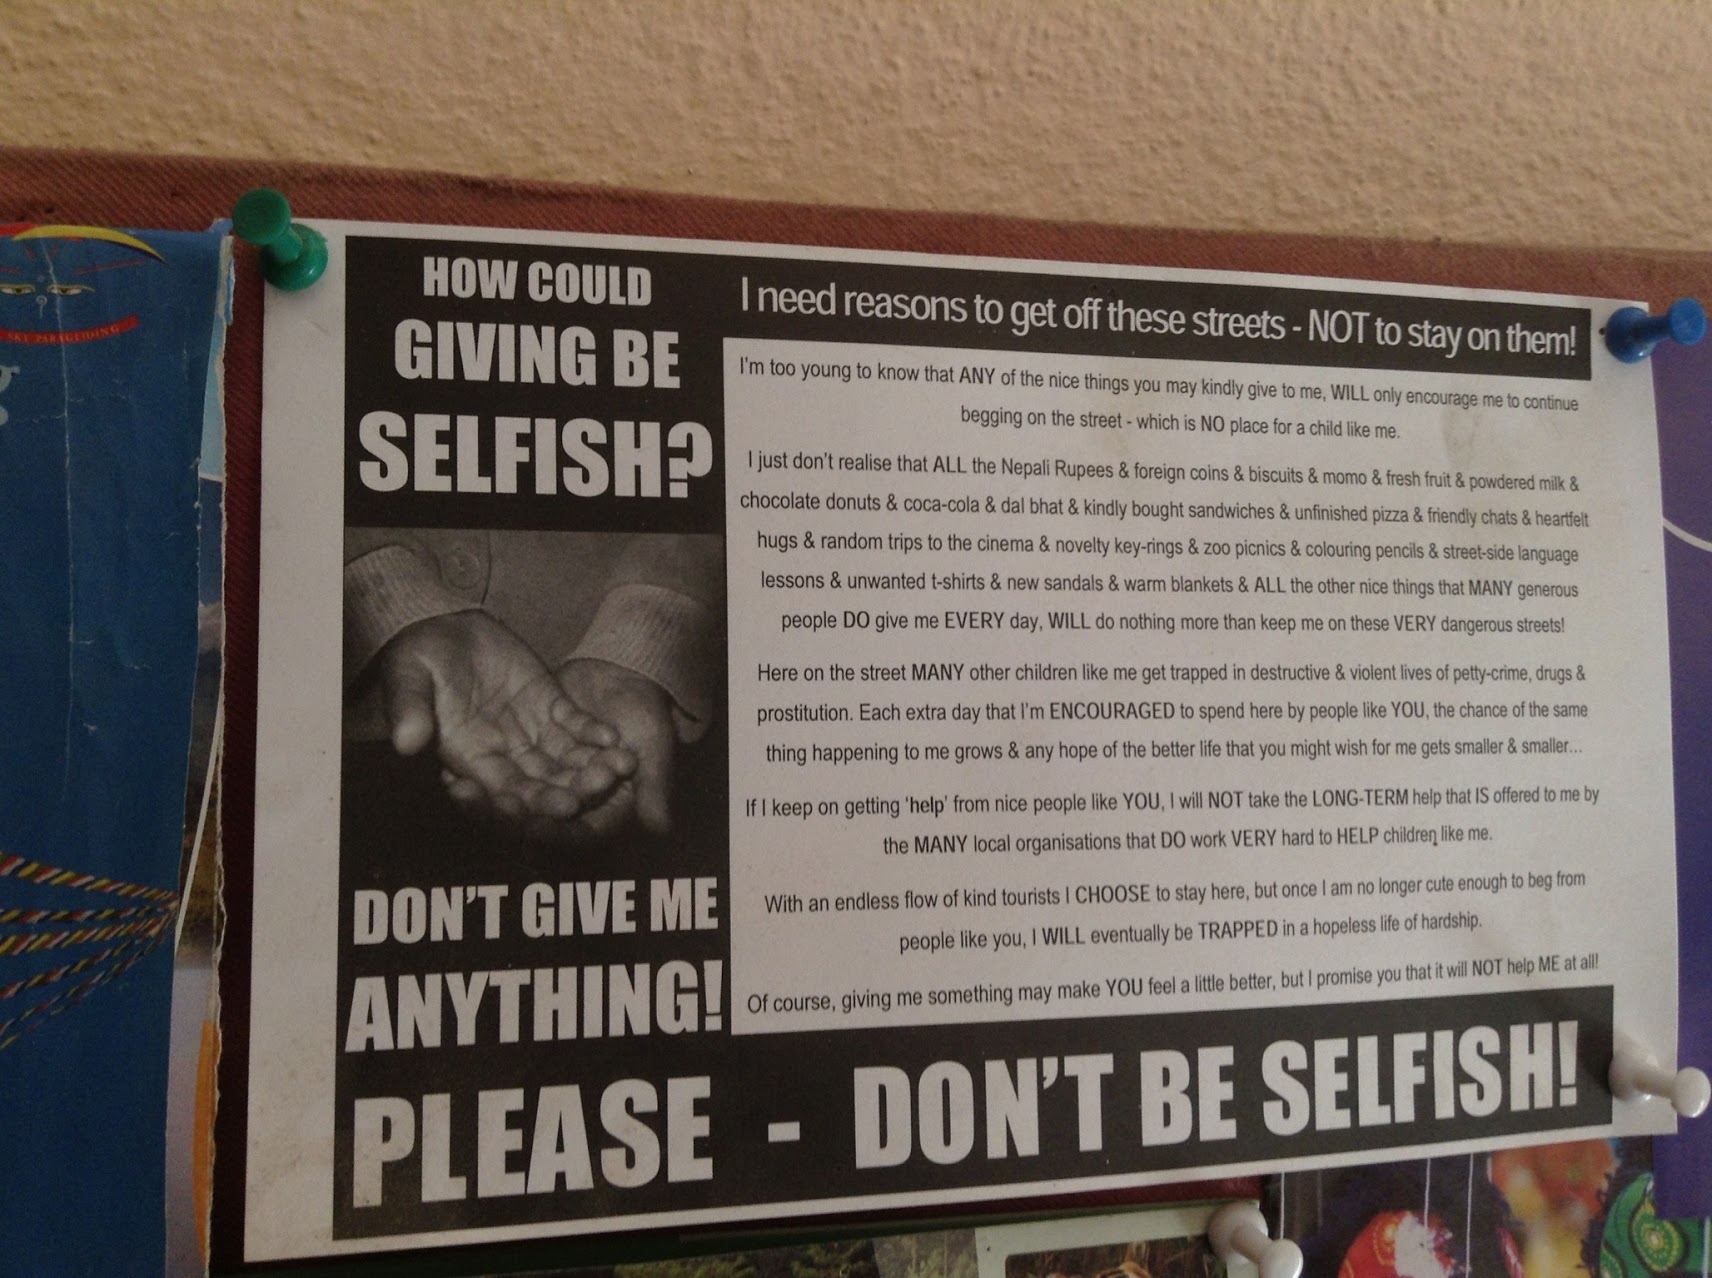 SKY PARAGLIDING
g
HOW COULD
GIVING BE
SELFISH?
DON'T GIVE ME
ANYTHING!
I need reasons to get off these streets - NOT to stay on them!
I'm too young to know that ANY of the nice things you may kindly give to me, WILL only encourage me to continue
begging on the street - which is NO place for a child like me.
I just don't realise that ALL the Nepali Rupees & foreign coins & biscuits & momo & fresh fruit & powdered milk &
chocolate donuts & coca-cola & dal bhat & kindly bought sandwiches & unfinished pizza & friendly chats & heartfelt
hugs & random trips to the cinema & novelty key-rings & zoo picnics & colouring pencils & street-side language
lessons & unwanted t-shirts & new sandals & warm blankets & ALL the other nice things that MANY generous
people DO give me EVERY day, WILL do nothing more than keep me on these VERY dangerous streets!
Here on the street MANY other children like me get trapped in destructive & violent lives of petty-crime, drugs &
prostitution. Each extra day that I'm ENCOURAGED to spend here by people like YOU, the chance of the same
thing happening to me grows & any hope of the better life that you might wish for me gets smaller & smaller...
If I keep on getting 'help' from nice people like YOU, I will NOT take the LONG-TERM help that IS offered to me by
the MANY local organisations that DO work VERY hard to HELP children like me.
With an endless flow of kind tourists I CHOOSE to stay here, but once I am no longer cute enough to beg from
people like you, I WILL eventually be TRAPPED in a hopeless life of hardship.
Of course, giving me something may make YOU feel a little better, but I promise you that it will NOT help ME at all!
PLEASE - DON'T BE SELFISH!